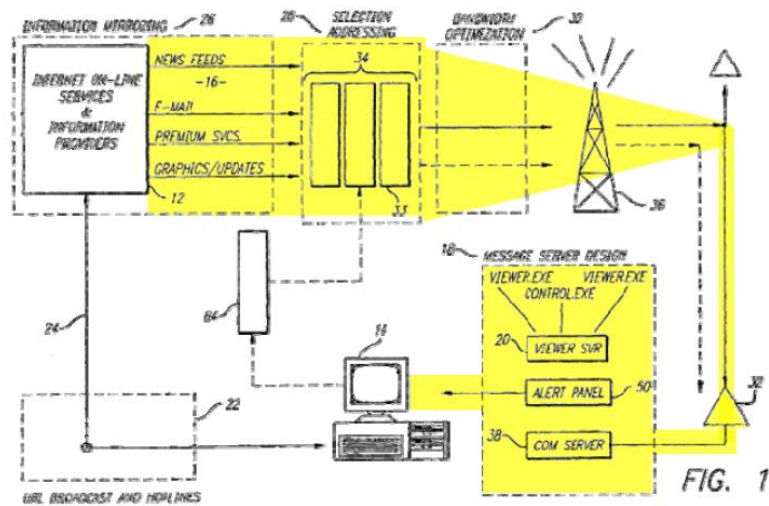 INFORMATION MIRRORING 26
28 SELECTION
ADDRESSING
BANDWIDTH
OPTIMIZATION 30
INTERNET ON-LINE
SERVICES
&
INFORMATION
PROVIDERS
NEWS FEEDS
-16-
E-MAIL
PREMIUM SVCS.
GRAPHICS/UPDATES
12
34
33
36
64
24
14
22
URL BROADCAST AND HOTLINKS
18 MESSAGE SERVER DESIGN
VIEWER.EXE
VIEWER.EXE
CONTROL.EXE
20 VIEWER SVR
ALERT PANEL 50
38 COM SERVER
32
FIG. 1